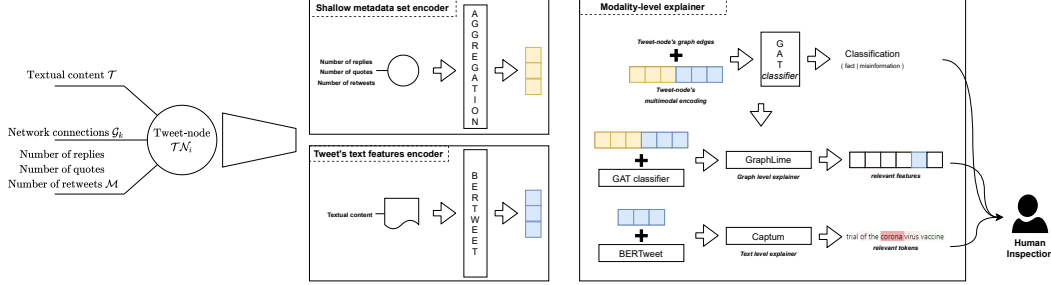 Textual content 𝒯
Network connections 𝒢ₖ
Number of replies
Number of quotes
Number of retweets ℳ
Tweet-node
𝒯𝒩ᵢ
Shallow metadata set encoder
Number of replies
Number of quotes
Number of retweets
AGGREGATION
Tweet's text features encoder
Textual content
BERTWEET
Modality-level explainer
Tweet-node's graph edges
Tweet-node's
multimodal encoding
GAT
classifier
Classification
( fact | misinformation )
GAT classifier
GraphLime
Graph level explainer
relevant features
BERTweet
Captum
Text level explainer
trial of the corona virus vaccine
relevant tokens
Human
Inspection